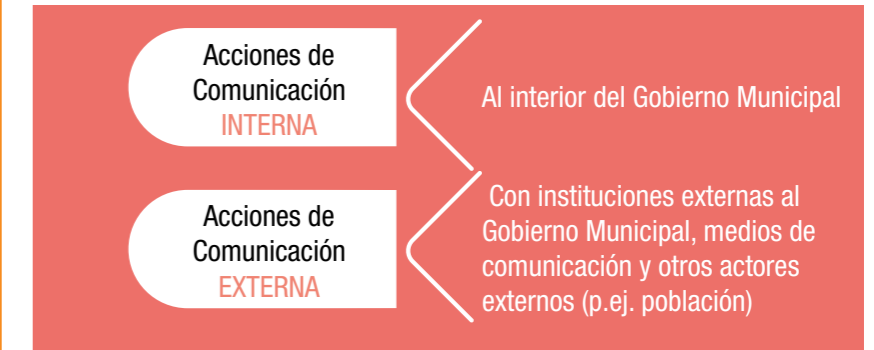 Acciones de
Comunicación
INTERNA
Al interior del Gobierno Municipal
Acciones de
Comunicación
EXTERNA
Con instituciones externas al
Gobierno Municipal, medios de
comunicación y otros actores
externos (p.ej. población)